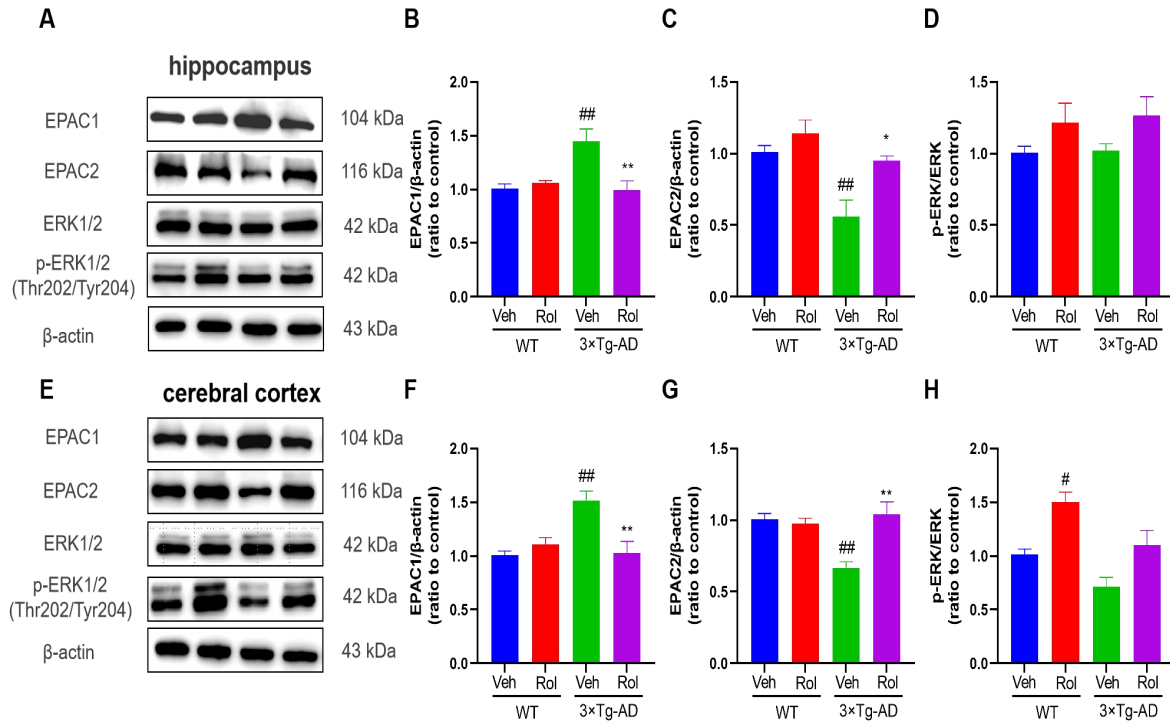 A
hippocampus
EPAC1
104 kDa
EPAC2
116 kDa
ERK1/2
42 kDa
p-ERK1/2
(Thr202/Tyr204)
42 kDa
β-actin
43 kDa
B
EPAC1/β-actin
(ratio to control)
2.0
1.5
1.0
0.5
0.0
##
**
Veh
Rol
Veh
Rol
WT
3×Tg-AD
C
EPAC2/β-actin
(ratio to control)
1.5
1.0
0.5
0.0
##
*
Veh
Rol
Veh
Rol
WT
3×Tg-AD
D
p-ERK/ERK
(ratio to control)
1.5
1.0
0.5
0.0
Veh
Rol
Veh
Rol
WT
3×Tg-AD
E
cerebral cortex
EPAC1
104 kDa
EPAC2
116 kDa
ERK1/2
42 kDa
p-ERK1/2
(Thr202/Tyr204)
42 kDa
β-actin
43 kDa
F
EPAC1/β-actin
(ratio to control)
2.0
1.5
1.0
0.5
0.0
##
**
Veh
Rol
Veh
Rol
WT
3×Tg-AD
G
EPAC2/β-actin
(ratio to control)
1.5
1.0
0.5
0.0
##
**
Veh
Rol
Veh
Rol
WT
3×Tg-AD
H
p-ERK/ERK
(ratio to control)
2.0
1.5
1.0
0.5
0.0
#
Veh
Rol
Veh
Rol
WT
3×Tg-AD